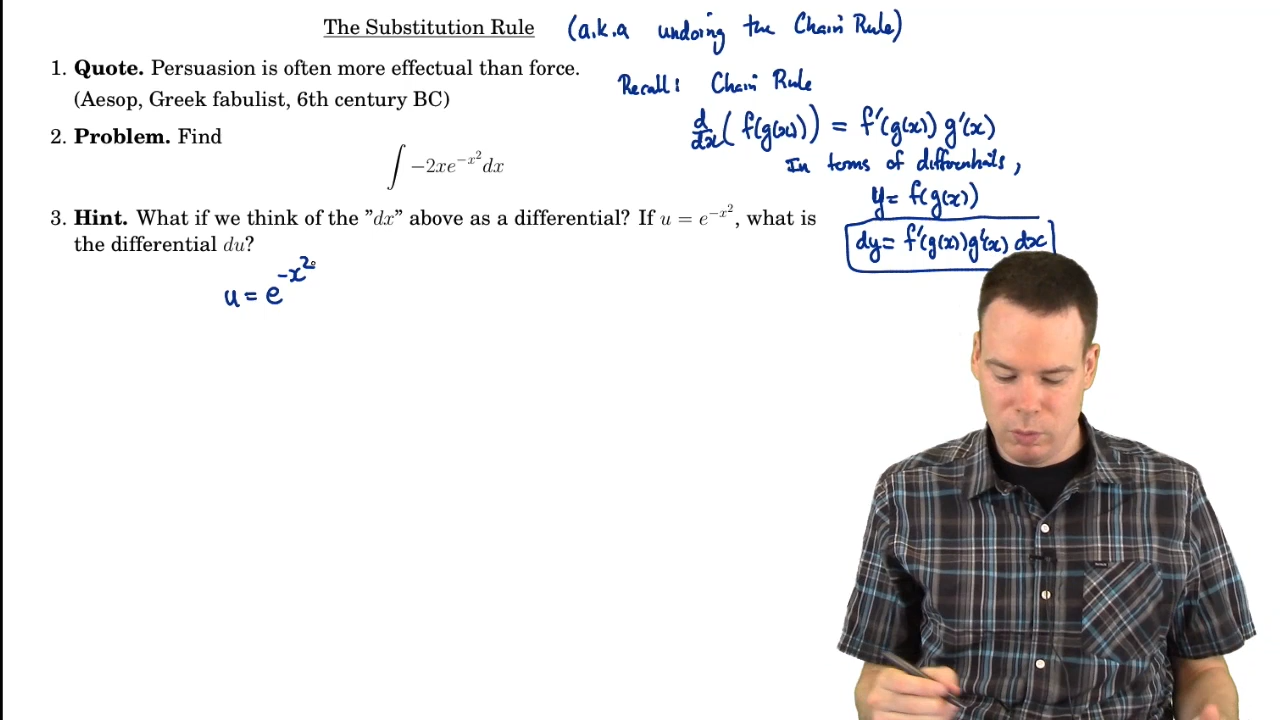 The Substitution Rule (a.k.a undoing the Chain Rule)
1. Quote. Persuasion is often more effectual than force.
(Aesop, Greek fabulist, 6th century BC)
Recall: Chain Rule
d/dx (f(g(x))) = f′(g(x)) g′(x)
2. Problem. Find
∫ −2xe^{−x²}dx
In terms of differentials,
y = f(g(x))
dy = f′(g(x))g′(x) dx
3. Hint. What if we think of the ”dx” above as a differential? If u = e^{−x²}, what is
the differential du?
u = e^{−x²}